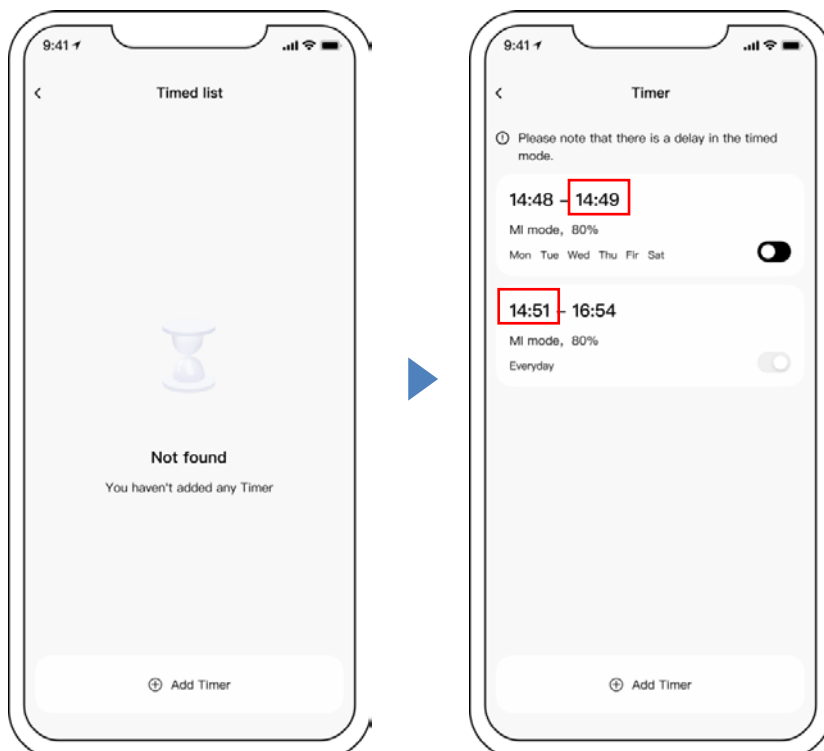 9:41
Timed list
Not found
You haven't added any Timer
Add Timer
9:41
Timer
Please note that there is a delay in the timed
mode.
14:48 – 14:49
MI mode, 80%
Mon Tue Wed Thu Fir Sat
14:51 – 16:54
MI mode, 80%
Everyday
Add Timer